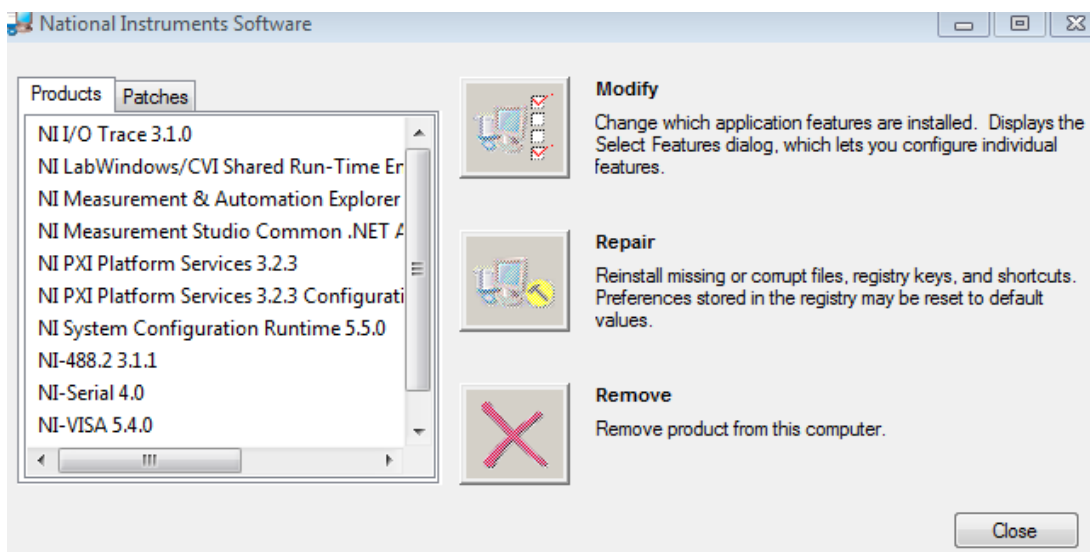 National Instruments Software
Products
Patches
NI I/O Trace 3.1.0
NI LabWindows/CVI Shared Run-Time Er
NI Measurement & Automation Explorer
NI Measurement Studio Common .NET A
NI PXI Platform Services 3.2.3
NI PXI Platform Services 3.2.3 Configurati
NI System Configuration Runtime 5.5.0
NI-488.2 3.1.1
NI-Serial 4.0
NI-VISA 5.4.0
Modify
Change which application features are installed. Displays the
Select Features dialog, which lets you configure individual
features.
Repair
Reinstall missing or corrupt files, registry keys, and shortcuts.
Preferences stored in the registry may be reset to default
values.
Remove
Remove product from this computer.
Close